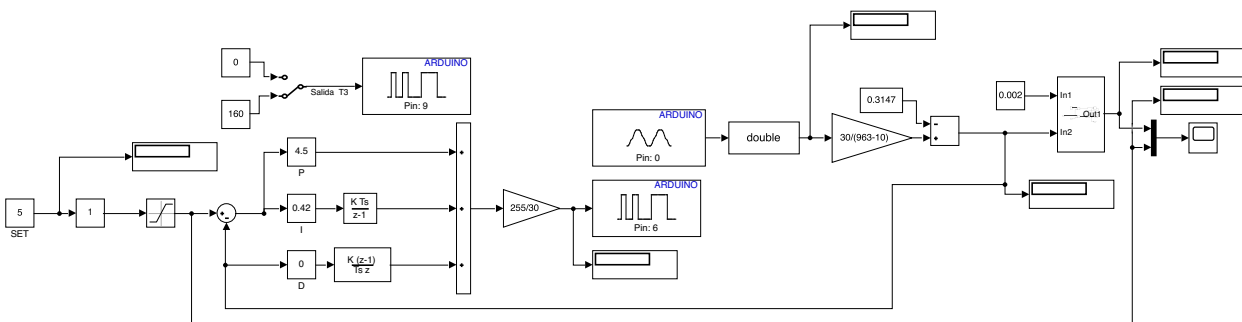 0
160
Salida T3
ARDUINO
Pin: 9
5
SET
1
4.5
P
0.42
I
K Ts
z-1
0
D
K (z-1)
Ts z
255/30
ARDUINO
Pin: 0
ARDUINO
Pin: 6
double
30/(963-10)
0.3147
0.002
In1
In2
Out1